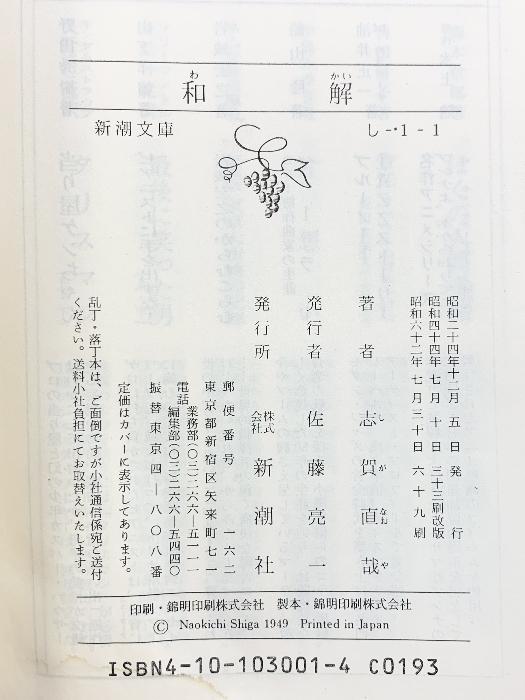 和解
わ かい
新潮文庫
し-1-1
昭和二十四年十二月 五 日 発 行
昭和四十四年七月 十 日 三十三刷改版
昭和六十二年 七月 三十日 六 十 九 刷
著者 志賀直哉
し が なお や
発行者 佐藤亮一
発行所 株式会社 新潮社
郵便番号 一六二
東京都新宿区矢来町七一
電話 業務部(〇三)二六六―五一一一
編集部(〇三)二六六―五四四〇
振替東京四―八〇八番
定価はカバーに表示してあります。
乱丁・落丁本は、ご面倒ですが小社通信係宛ご送付
ください。送料小社負担にてお取替えいたします。
印刷・錦明印刷株式会社 製本・錦明印刷株式会社
© Naokichi Shiga 1949 Printed in Japan
ISBN4-10-103001-4 C0193